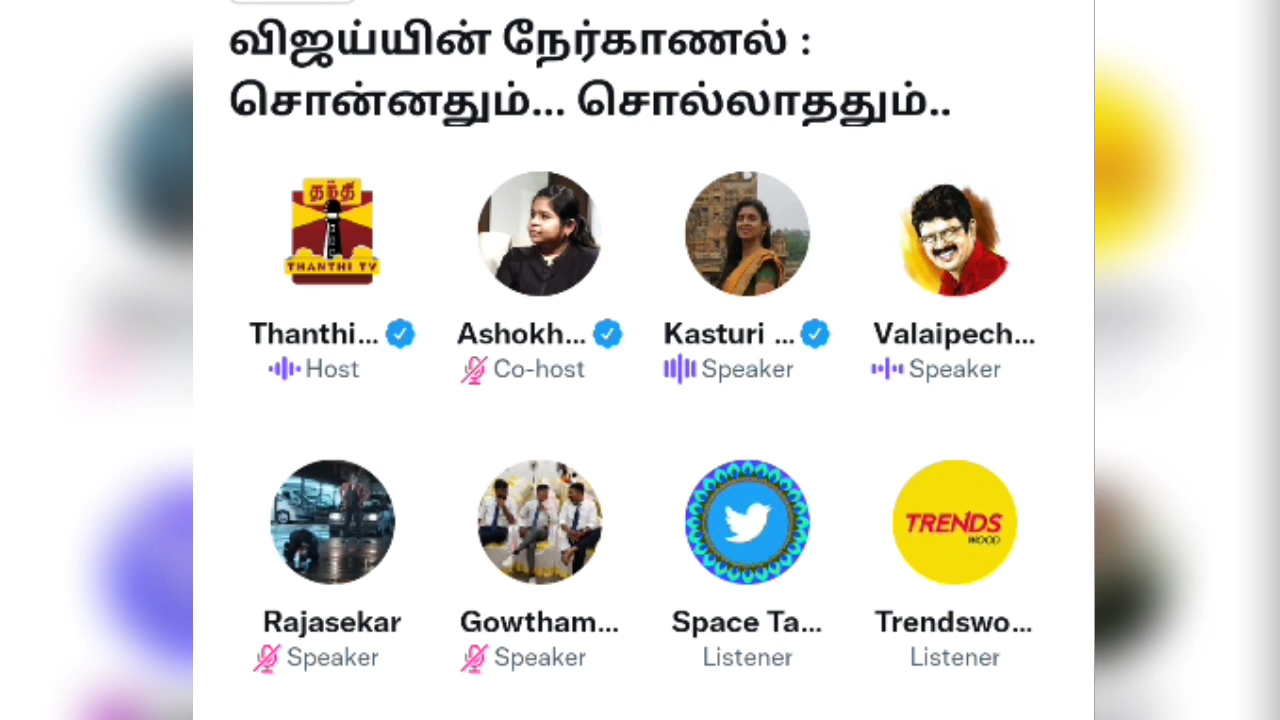 விஜய்யின் நேர்காணல் :
சொன்னதும்... சொல்லாததும்..
தந்தி
THANTHI TV
Thanthi... Ashokh... Kasturi ... Valaipech...
Host Co-host Speaker Speaker
TRENDS
WOOD
Rajasekar Gowtham... Space Ta... Trendswo...
Speaker Speaker Listener Listener